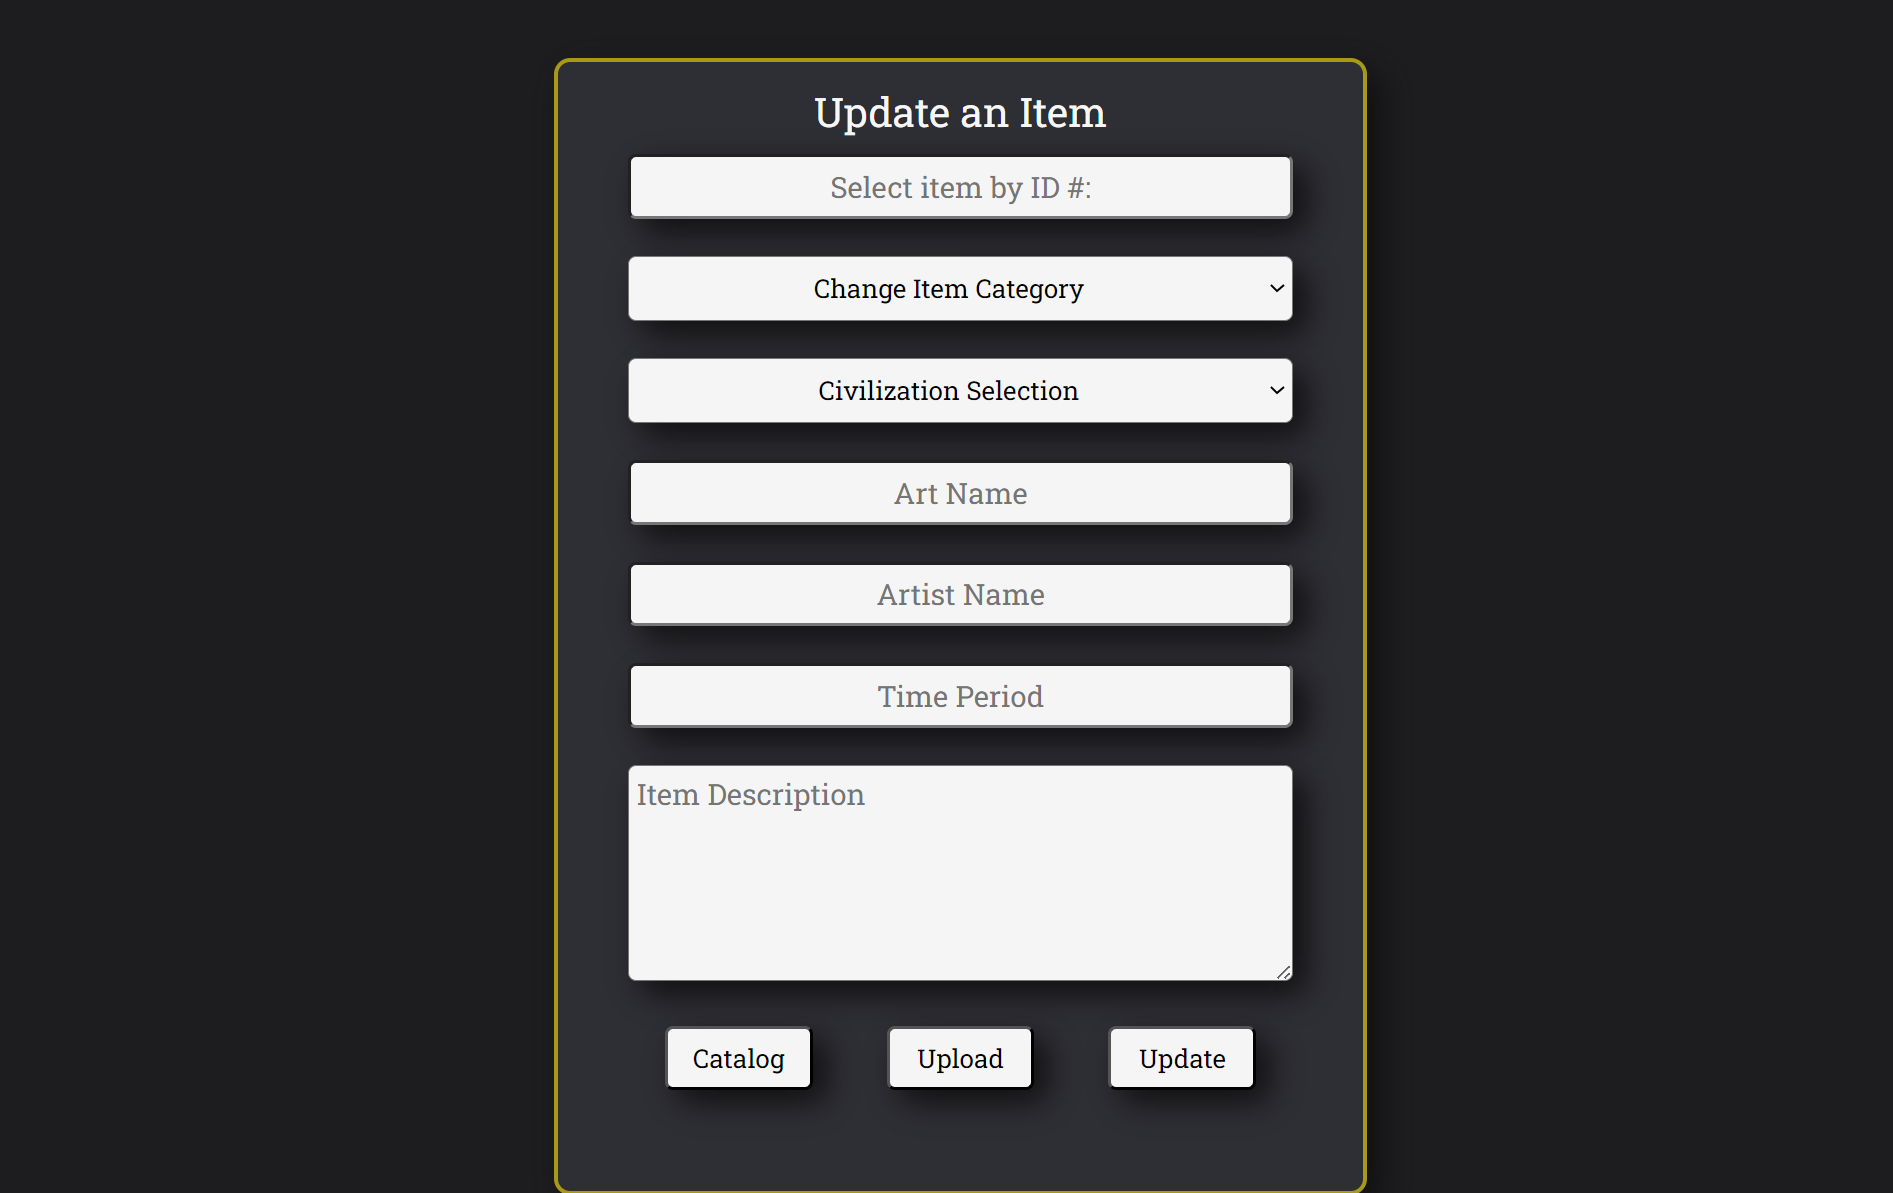 Update an Item
Select item by ID #:
Change Item Category
Civilization Selection
Art Name
Artist Name
Time Period
Item Description
Catalog
Upload
Update